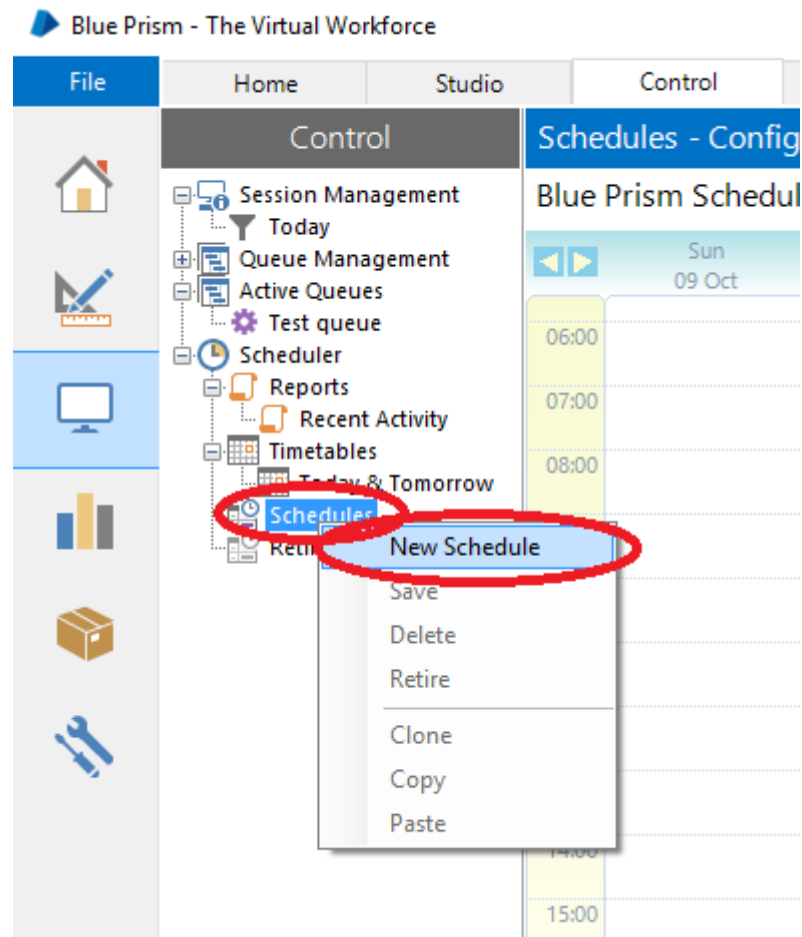 Blue Prism - The Virtual Workforce
File Home Studio Control
Control
Schedules - Config
Session Management
Today
Queue Management
Active Queues
Test queue
Scheduler
Reports
Recent Activity
Timetables
Today & Tomorrow
Schedules
New Schedule
Save
Delete
Retire
Clone
Copy
Paste
Blue Prism Schedul
Sun
09 Oct
06:00
07:00
08:00
14:00
15:00